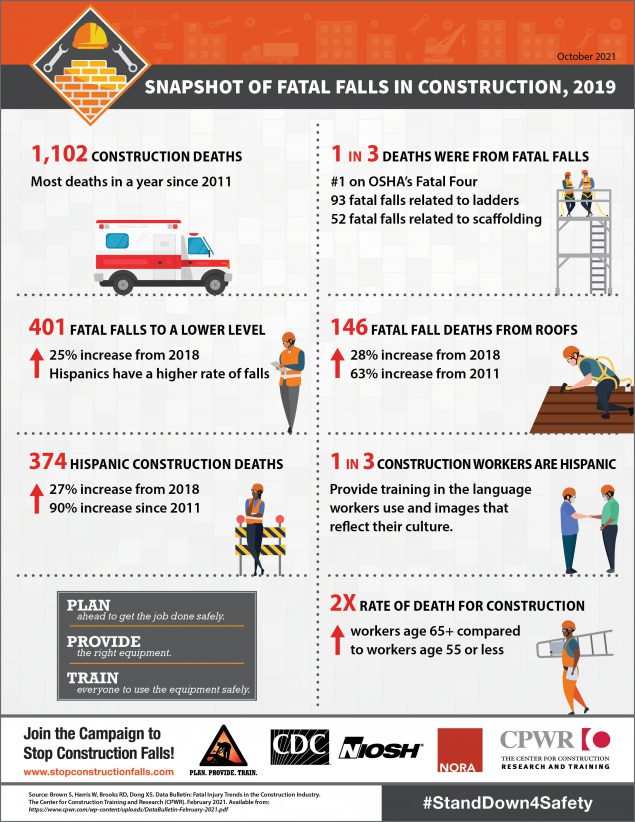 October 2021
SNAPSHOT OF FATAL FALLS IN CONSTRUCTION, 2019
1,102 CONSTRUCTION DEATHS
Most deaths in a year since 2011
1 IN 3 DEATHS WERE FROM FATAL FALLS
#1 on OSHA's Fatal Four
93 fatal falls related to ladders
52 fatal falls related to scaffolding
401 FATAL FALLS TO A LOWER LEVEL
25% increase from 2018
Hispanics have a higher rate of falls
146 FATAL FALL DEATHS FROM ROOFS
28% increase from 2018
63% increase from 2011
374 HISPANIC CONSTRUCTION DEATHS
27% increase from 2018
90% increase since 2011
1 IN 3 CONSTRUCTION WORKERS ARE HISPANIC
Provide training in the language
workers use and images that
reflect their culture.
PLAN
ahead to get the job done safely.
PROVIDE
the right equipment.
TRAIN
everyone to use the equipment safely.
2X RATE OF DEATH FOR CONSTRUCTION
workers age 65+ compared
to workers age 55 or less
Join the Campaign to
Stop Construction Falls!
www.stopconstructionfalls.com
PLAN. PROVIDE. TRAIN.
CDC
NIOSH
NORA
CPWR
THE CENTER FOR CONSTRUCTION
RESEARCH AND TRAINING
Source: Brown S, Harris W, Brooks RD, Dong XS. Data Bulletin: Fatal Injury Trends in the Construction Industry.
The Center for Construction Training and Research (CPWR). February 2021. Available from:
https://www.cpwr.com/wp-content/uploads/DataBulletin-February-2021.pdf
#StandDown4Safety